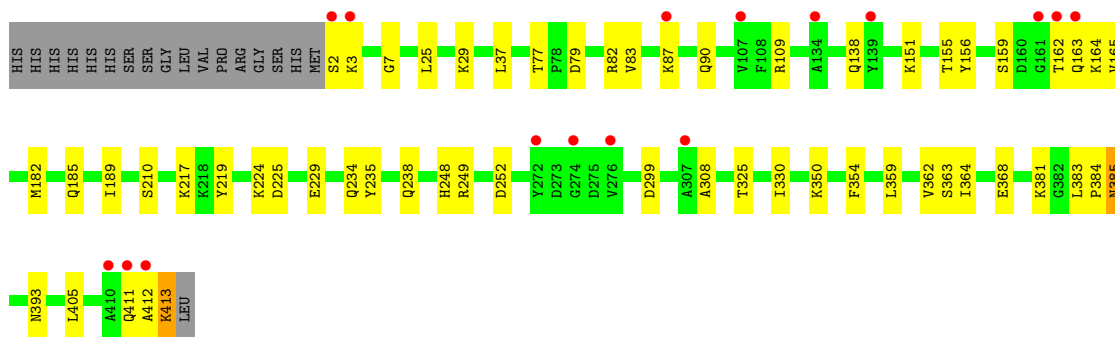 HIS HIS HIS HIS HIS HIS SER SER GLY LEU VAL PRO ARG GLY SER HIS MET S2 K3 G7 L25 K29 L37 T77 P78 D79 R82 V83 K87 Q90 V107 F108 R109 A134 Q138 Y139 K151 T155 Y156 S159 D160 G161 T162 Q163 K164 V165
M182 Q185 I189 S210 K217 K218 Y219 K224 D225 E229 Q234 Y235 Q238 H248 R249 D252 Y272 D273 G274 D275 V276 D299 A307 A308 T325 I330 K350 F354 L359 V362 S363 I364 E368 K381 G382 L383 P384 N385
N393 L405 A410 Q411 A412 K413 LEU